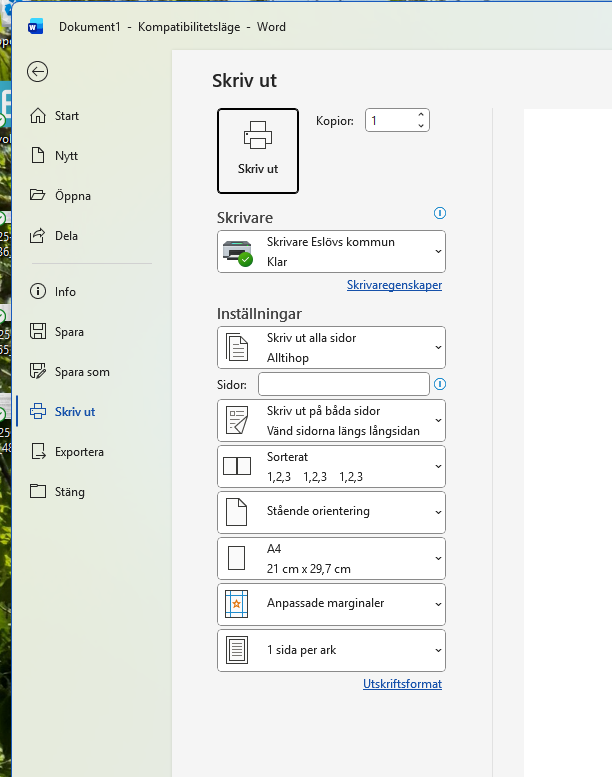 Dokument1 - Kompatibilitetsläge - Word
Skriv ut
Start
Nytt
Öppna
Dela
Info
Spara
Spara som
Skriv ut
Exportera
Stäng
Skriv ut
Kopior: 1
Skrivare
Skrivare Eslövs kommun
Klar
Skrivaregenskaper
Inställningar
Skriv ut alla sidor
Alltihop
Sidor:
Skriv ut på båda sidor
Vänd sidorna längs långsidan
Sorterat
1,2,3 1,2,3 1,2,3
Stående orientering
A4
21 cm x 29,7 cm
Anpassade marginaler
1 sida per ark
Utskriftsformat